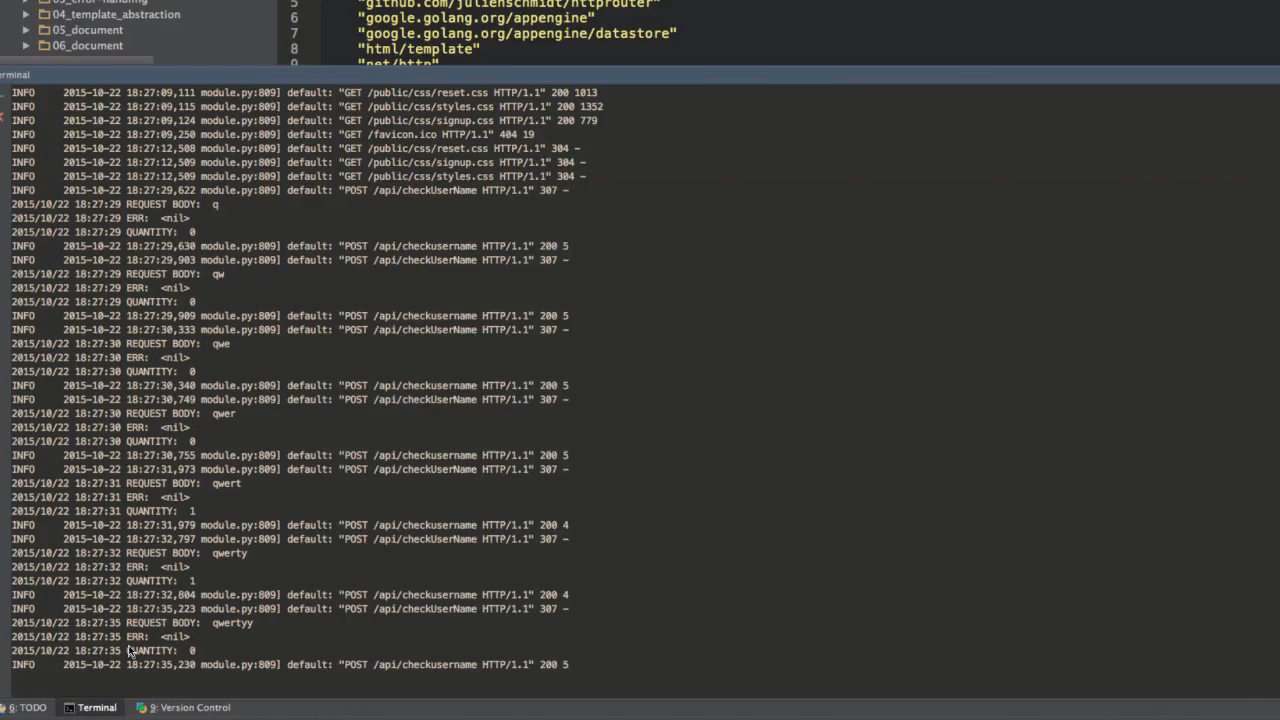 03_error-handling
04_template_abstraction
05_document
06_document
5 "github.com/julienschmidt/httprouter"
6 "google.golang.org/appengine"
7 "google.golang.org/appengine/datastore"
8 "html/template"
9 "net/http"
erminal
INFO 2015-10-22 18:27:09,111 module.py:809] default: "GET /public/css/reset.css HTTP/1.1" 200 1013
INFO 2015-10-22 18:27:09,115 module.py:809] default: "GET /public/css/styles.css HTTP/1.1" 200 1352
INFO 2015-10-22 18:27:09,124 module.py:809] default: "GET /public/css/signup.css HTTP/1.1" 200 779
INFO 2015-10-22 18:27:09,250 module.py:809] default: "GET /favicon.ico HTTP/1.1" 404 19
INFO 2015-10-22 18:27:12,508 module.py:809] default: "GET /public/css/reset.css HTTP/1.1" 304 -
INFO 2015-10-22 18:27:12,509 module.py:809] default: "GET /public/css/signup.css HTTP/1.1" 304 -
INFO 2015-10-22 18:27:12,509 module.py:809] default: "GET /public/css/styles.css HTTP/1.1" 304 -
INFO 2015-10-22 18:27:29,622 module.py:809] default: "POST /api/checkUserName HTTP/1.1" 307 -
2015/10/22 18:27:29 REQUEST BODY: q
2015/10/22 18:27:29 ERR: <nil>
2015/10/22 18:27:29 QUANTITY: 0
INFO 2015-10-22 18:27:29,630 module.py:809] default: "POST /api/checkusername HTTP/1.1" 200 5
INFO 2015-10-22 18:27:29,903 module.py:809] default: "POST /api/checkUserName HTTP/1.1" 307 -
2015/10/22 18:27:29 REQUEST BODY: qw
2015/10/22 18:27:29 ERR: <nil>
2015/10/22 18:27:29 QUANTITY: 0
INFO 2015-10-22 18:27:29,909 module.py:809] default: "POST /api/checkusername HTTP/1.1" 200 5
INFO 2015-10-22 18:27:30,333 module.py:809] default: "POST /api/checkUserName HTTP/1.1" 307 -
2015/10/22 18:27:30 REQUEST BODY: qwe
2015/10/22 18:27:30 ERR: <nil>
2015/10/22 18:27:30 QUANTITY: 0
INFO 2015-10-22 18:27:30,340 module.py:809] default: "POST /api/checkusername HTTP/1.1" 200 5
INFO 2015-10-22 18:27:30,749 module.py:809] default: "POST /api/checkUserName HTTP/1.1" 307 -
2015/10/22 18:27:30 REQUEST BODY: qwer
2015/10/22 18:27:30 ERR: <nil>
2015/10/22 18:27:30 QUANTITY: 0
INFO 2015-10-22 18:27:30,755 module.py:809] default: "POST /api/checkusername HTTP/1.1" 200 5
INFO 2015-10-22 18:27:31,973 module.py:809] default: "POST /api/checkUserName HTTP/1.1" 307 -
2015/10/22 18:27:31 REQUEST BODY: qwert
2015/10/22 18:27:31 ERR: <nil>
2015/10/22 18:27:31 QUANTITY: 1
INFO 2015-10-22 18:27:31,979 module.py:809] default: "POST /api/checkusername HTTP/1.1" 200 4
INFO 2015-10-22 18:27:32,797 module.py:809] default: "POST /api/checkUserName HTTP/1.1" 307 -
2015/10/22 18:27:32 REQUEST BODY: qwerty
2015/10/22 18:27:32 ERR: <nil>
2015/10/22 18:27:32 QUANTITY: 1
INFO 2015-10-22 18:27:32,804 module.py:809] default: "POST /api/checkusername HTTP/1.1" 200 4
INFO 2015-10-22 18:27:35,223 module.py:809] default: "POST /api/checkUserName HTTP/1.1" 307 -
2015/10/22 18:27:35 REQUEST BODY: qwertyy
2015/10/22 18:27:35 ERR: <nil>
2015/10/22 18:27:35 QUANTITY: 0
INFO 2015-10-22 18:27:35,230 module.py:809] default: "POST /api/checkusername HTTP/1.1" 200 5
6: TODO Terminal 9: Version Control